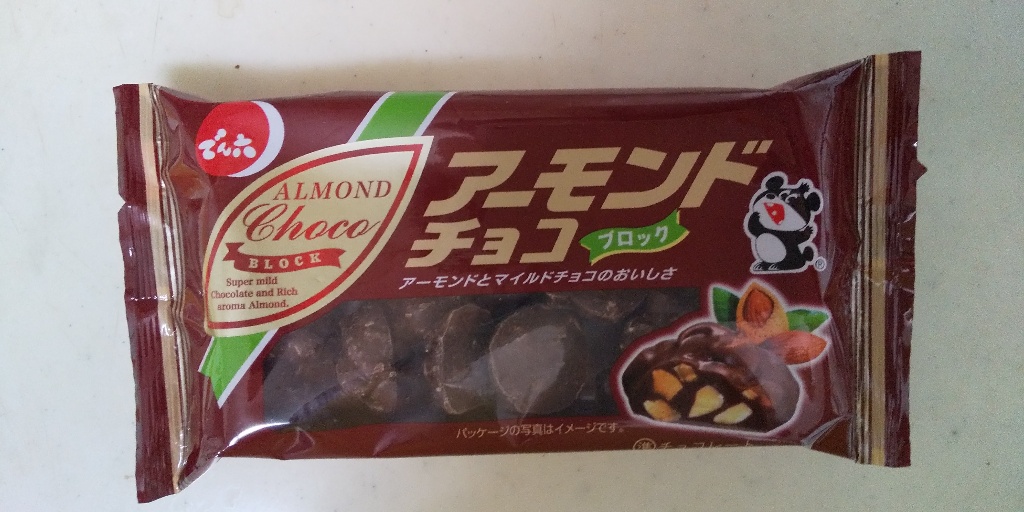 でん六
ALMOND
Choco
BLOCK
Super mild
Chocolate and Rich
aroma Almond.
アーモンド
チョコ
ブロック
アーモンドとマイルドチョコのおいしさ
®
パッケージの写真はイメージです。